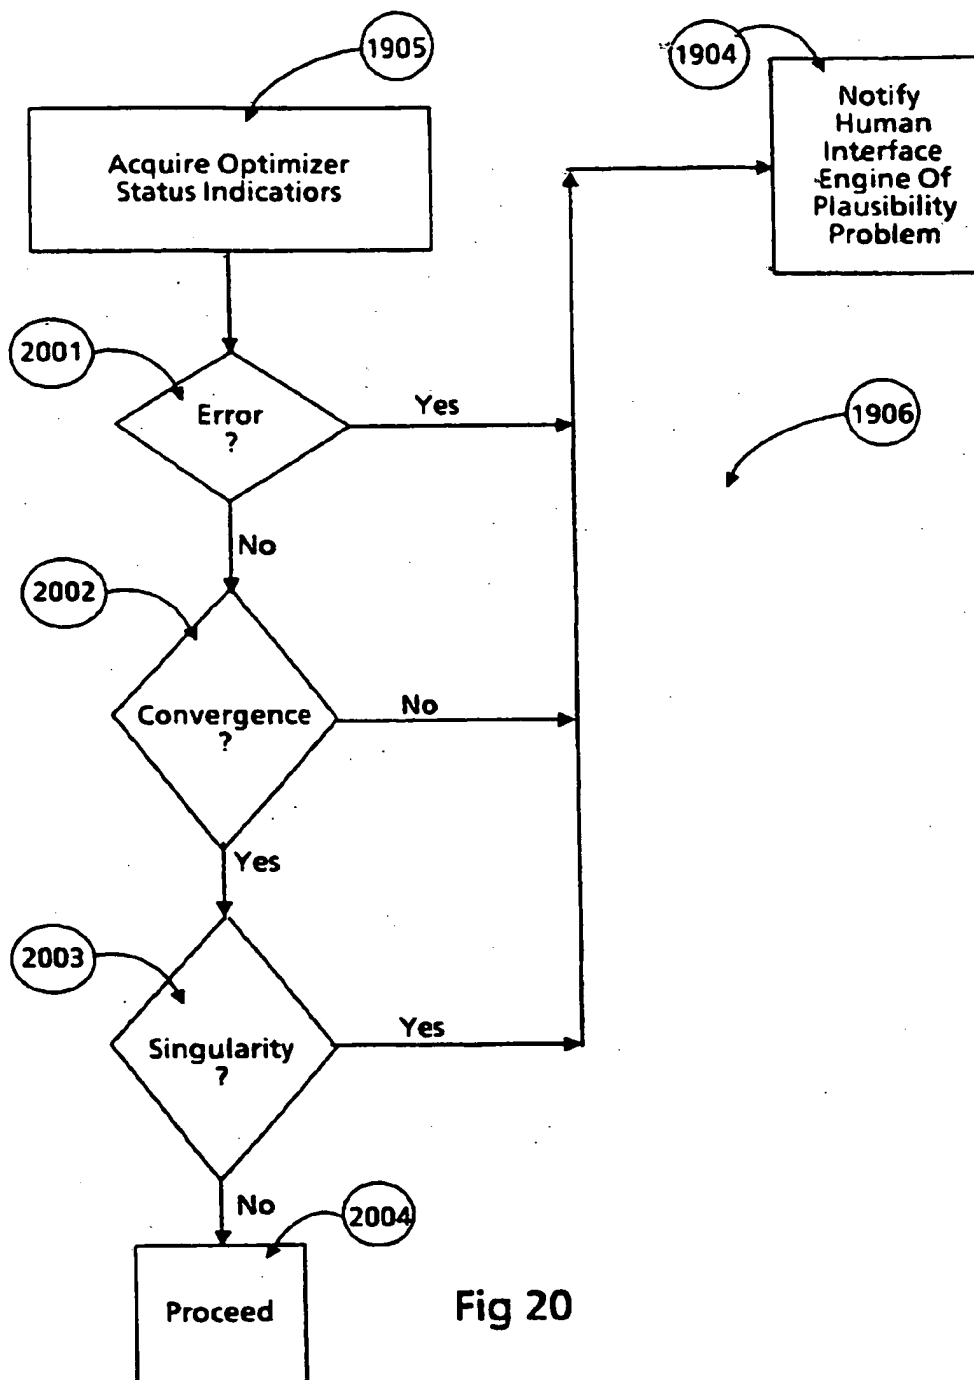 1905
1904
Acquire Optimizer
Status Indicatiors
Notify
Human
Interface
Engine Of
Plausibility
Problem
2001
Error
?
Yes
1906
No
2002
Convergence
?
No
Yes
2003
Singularity
?
Yes
No
2004
Proceed
Fig 20